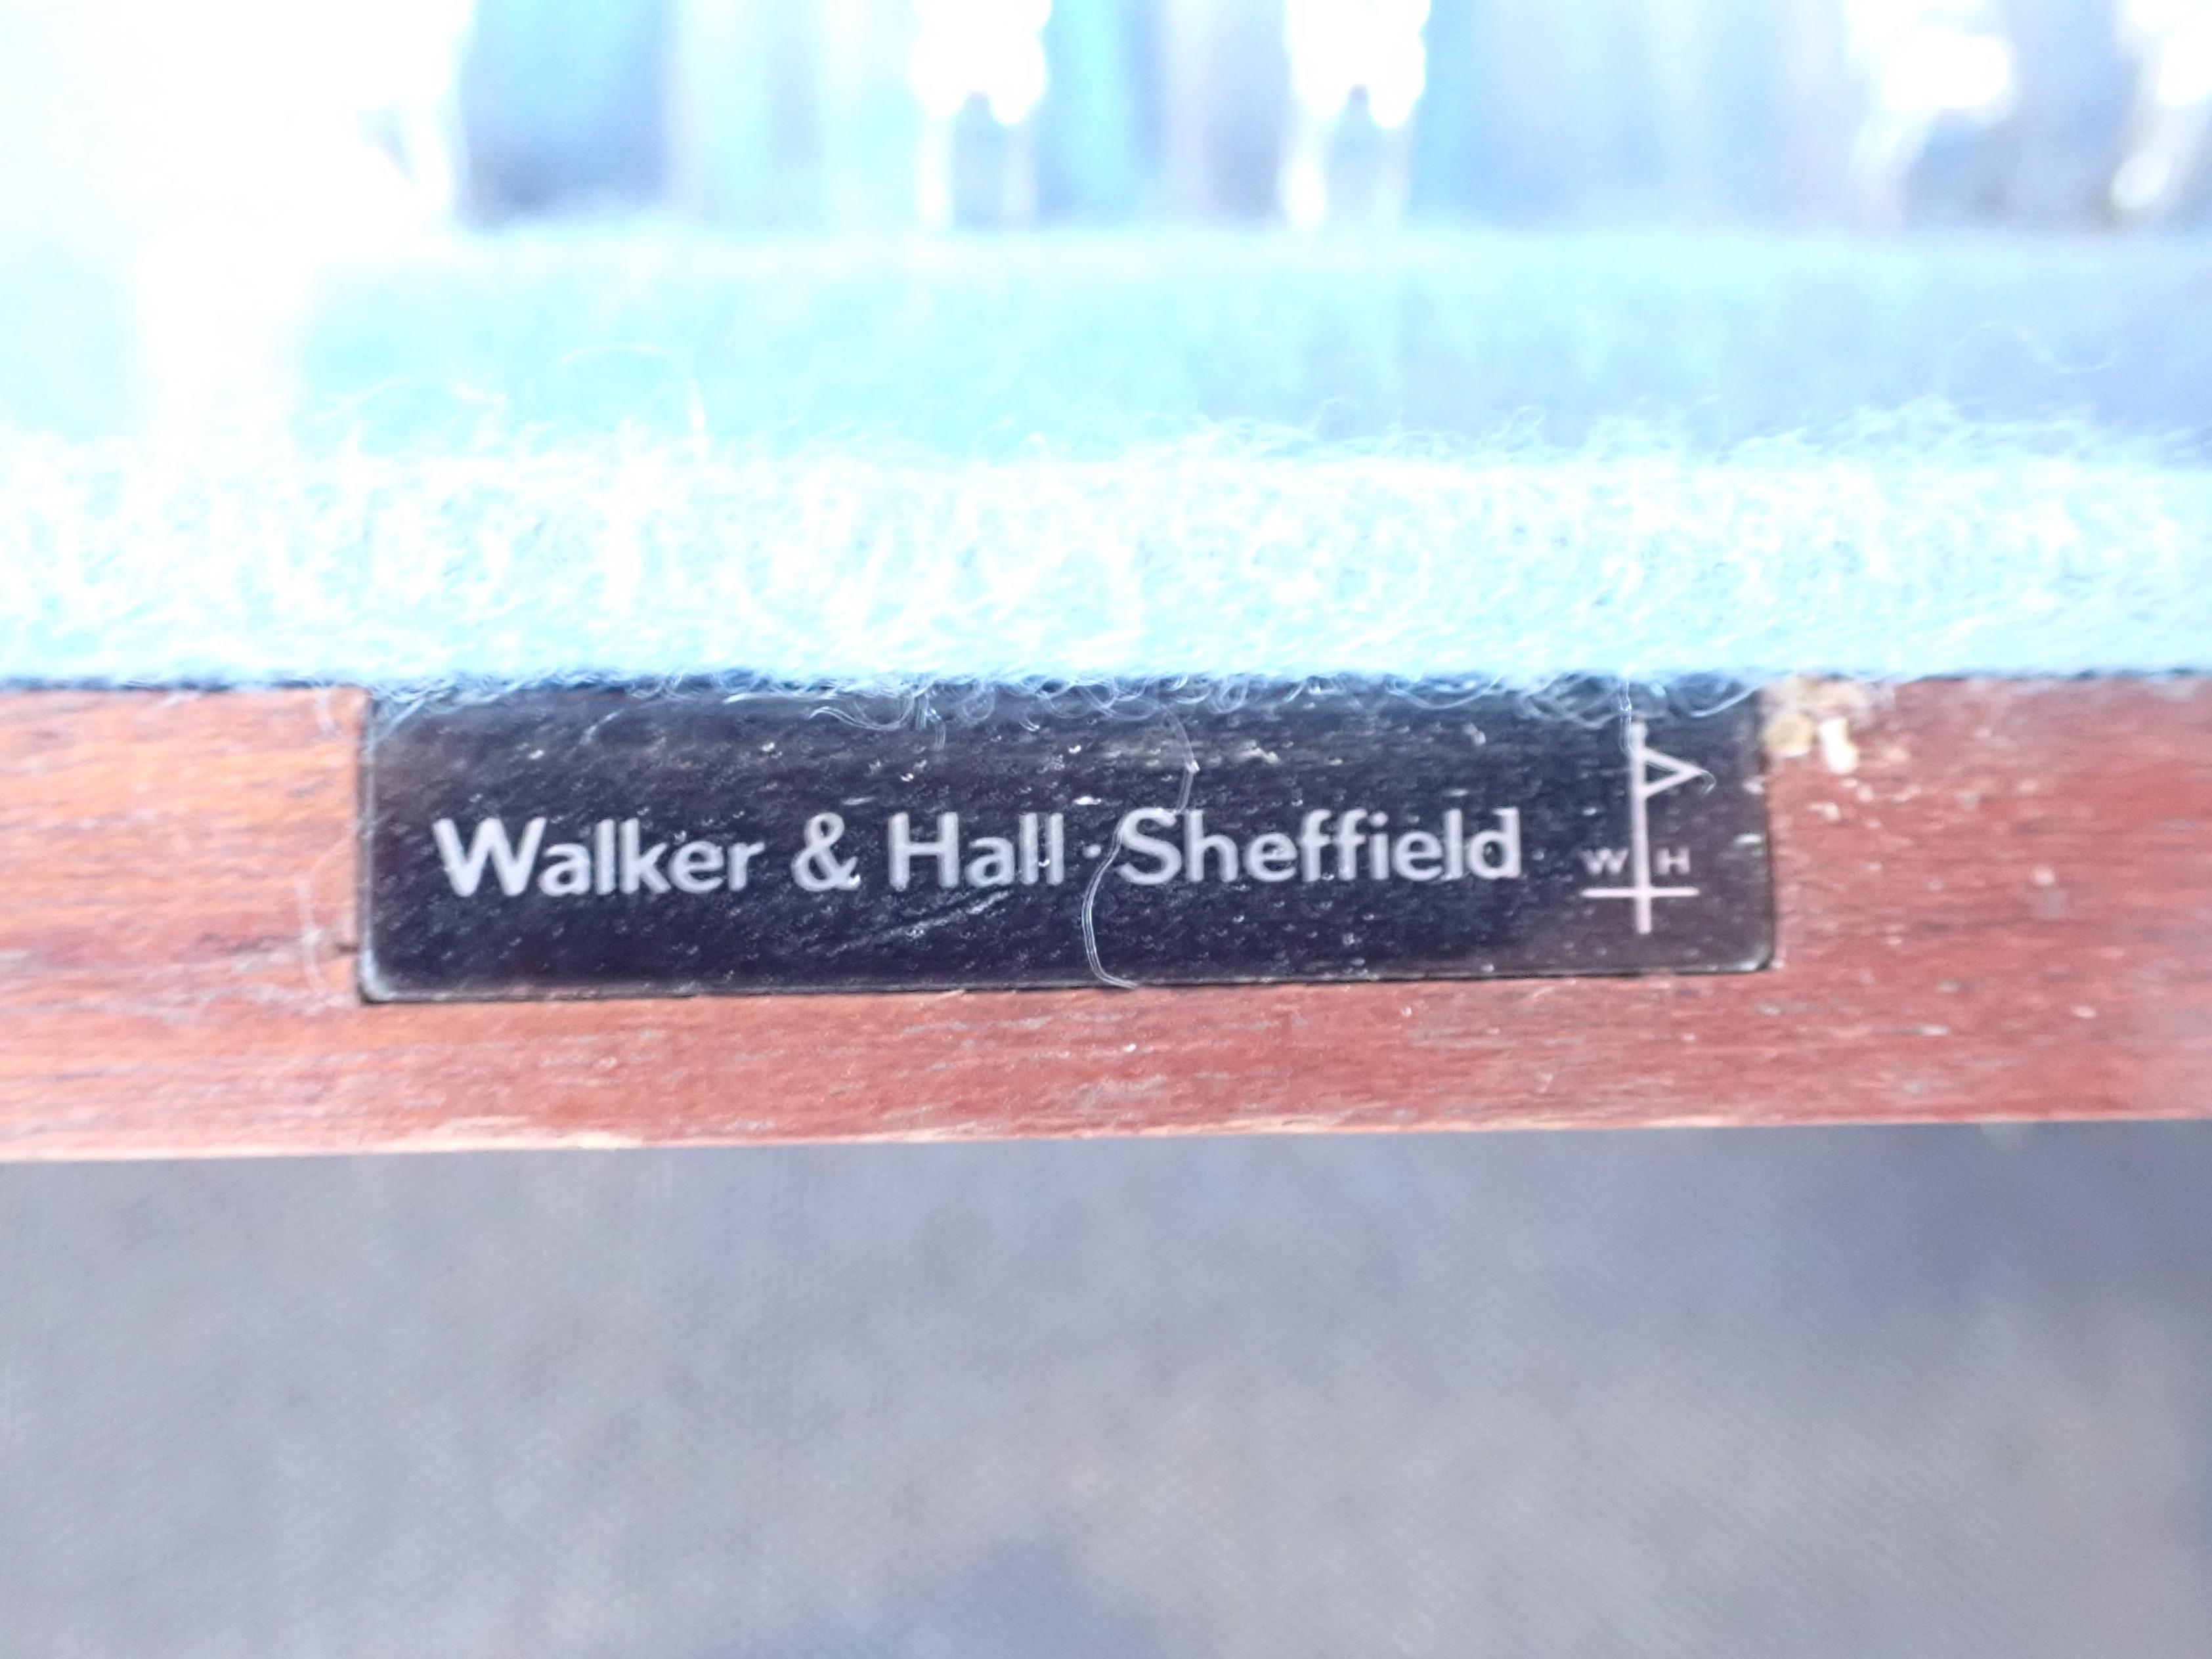 Walker & Hall · Sheffield
W H